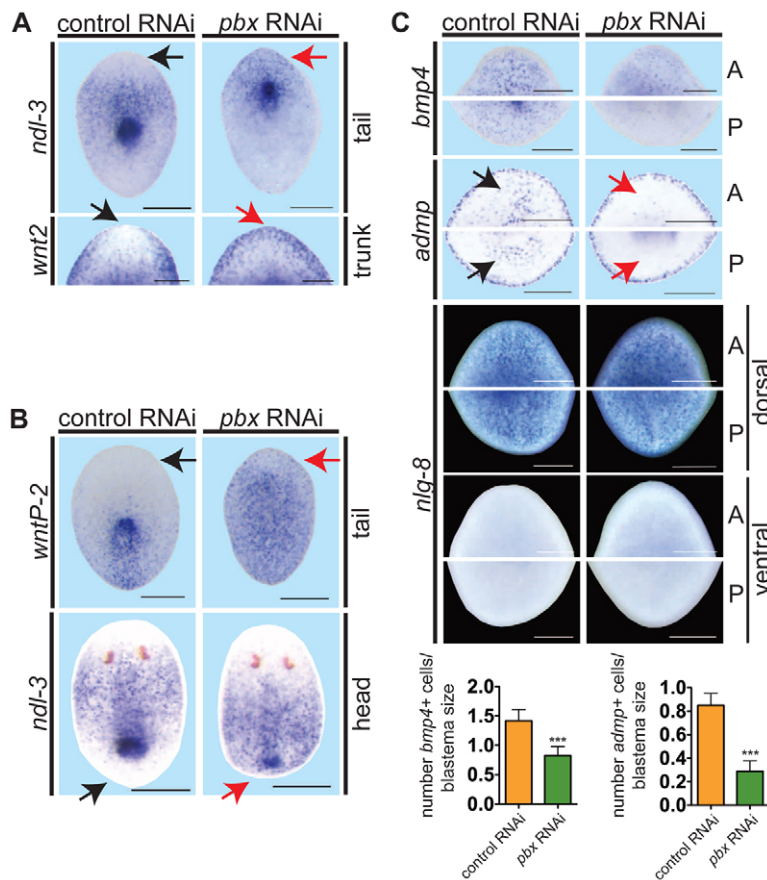 A
control RNAi
pbx RNAi
ndl-3
tail
wnt2
trunk
B
control RNAi
pbx RNAi
wntP-2
tail
ndl-3
head
C
control RNAi
pbx RNAi
bmp4
A
P
admp
A
P
nlg-8
A
P
dorsal
A
P
ventral
number bmp4+ cells/
blastema size
2.0
1.5
1.0
0.5
0.0
***
control RNAi
pbx RNAi
number admp+ cells/
blastema size
1.0
0.8
0.6
0.4
0.2
0.0
***
control RNAi
pbx RNAi